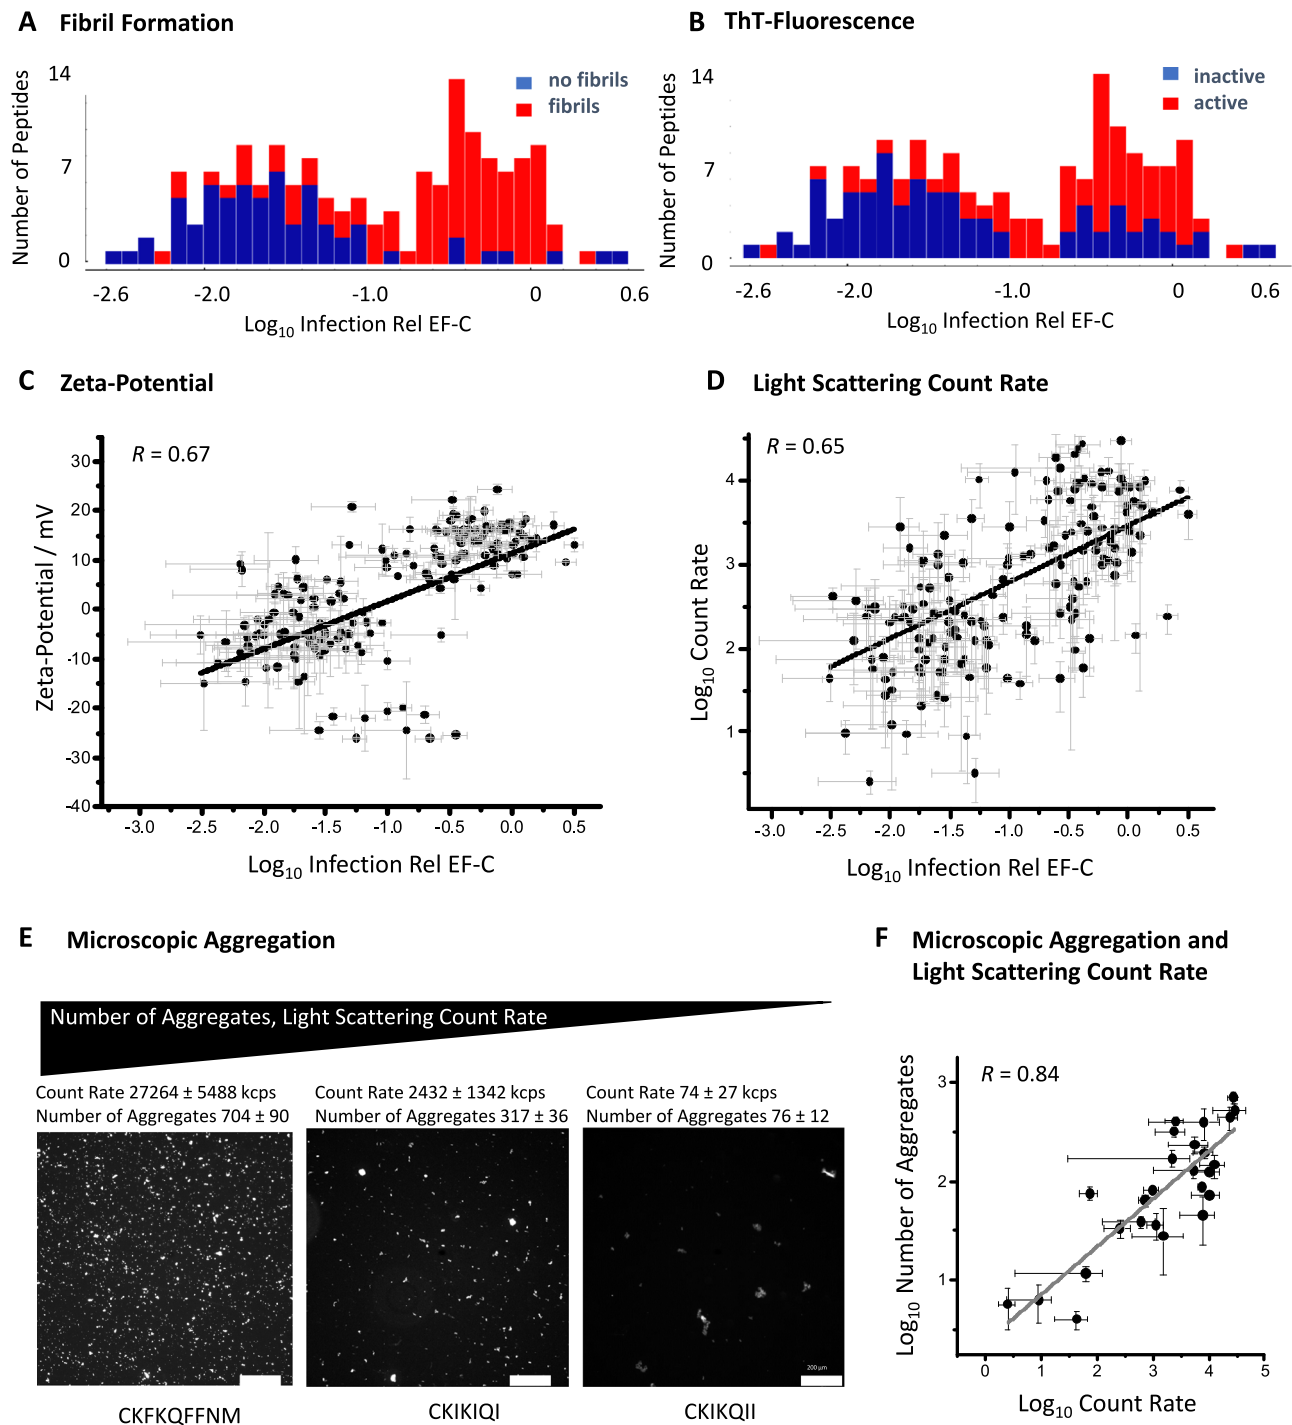 A Fibril Formation
14
7
0
Number of Peptides
no fibrils
fibrils
-2.6 -2.0 -1.0 0 0.6
Log10 Infection Rel EF-C
B ThT-Fluorescence
14
7
0
Number of Peptides
inactive
active
-2.6 -2.0 -1.0 0 0.6
Log10 Infection Rel EF-C
C Zeta-Potential
R = 0.67
30
20
10
0
-10
-20
-30
-40
Zeta-Potential / mV
-3.0 -2.5 -2.0 -1.5 -1.0 -0.5 0.0 0.5
Log10 Infection Rel EF-C
D Light Scattering Count Rate
R = 0.65
4
3
2
1
Log10 Count Rate
-3.0 -2.5 -2.0 -1.5 -1.0 -0.5 0.0 0.5
Log10 Infection Rel EF-C
E Microscopic Aggregation
Number of Aggregates, Light Scattering Count Rate
Count Rate 27264 ± 5488 kcps
Number of Aggregates 704 ± 90
CKFKQFFNM
Count Rate 2432 ± 1342 kcps
Number of Aggregates 317 ± 36
CKIKIQI
Count Rate 74 ± 27 kcps
Number of Aggregates 76 ± 12
200 µm
CKIKQII
F Microscopic Aggregation and
Light Scattering Count Rate
R = 0.84
3
2
1
Log10 Number of Aggregates
0 1 2 3 4 5
Log10 Count Rate